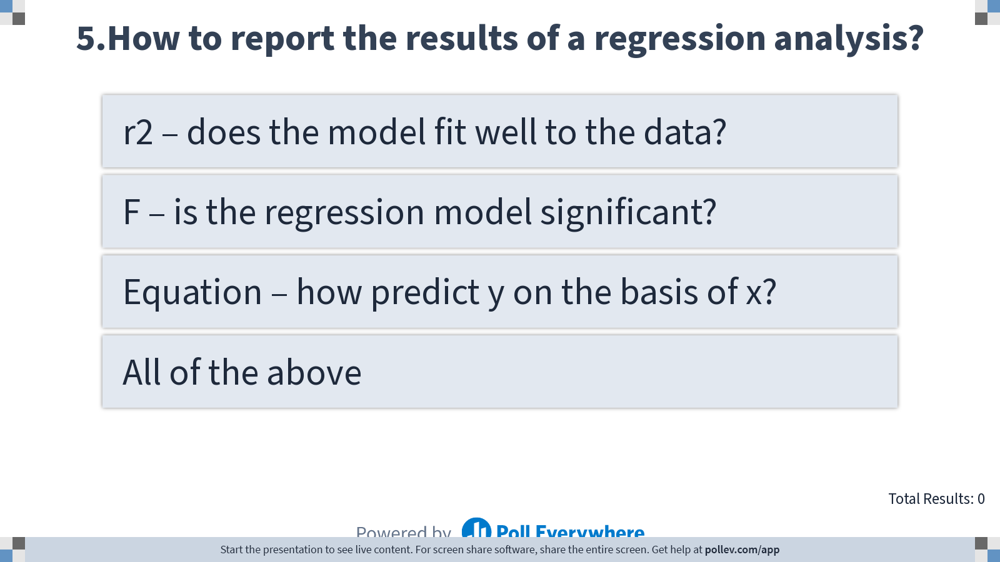 5.How to report the results of a regression analysis?
r2 – does the model fit well to the data?
F – is the regression model significant?
Equation – how predict y on the basis of x?
All of the above
Total Results: 0
Powered by Poll Everywhere
Start the presentation to see live content. For screen share software, share the entire screen. Get help at pollev.com/app